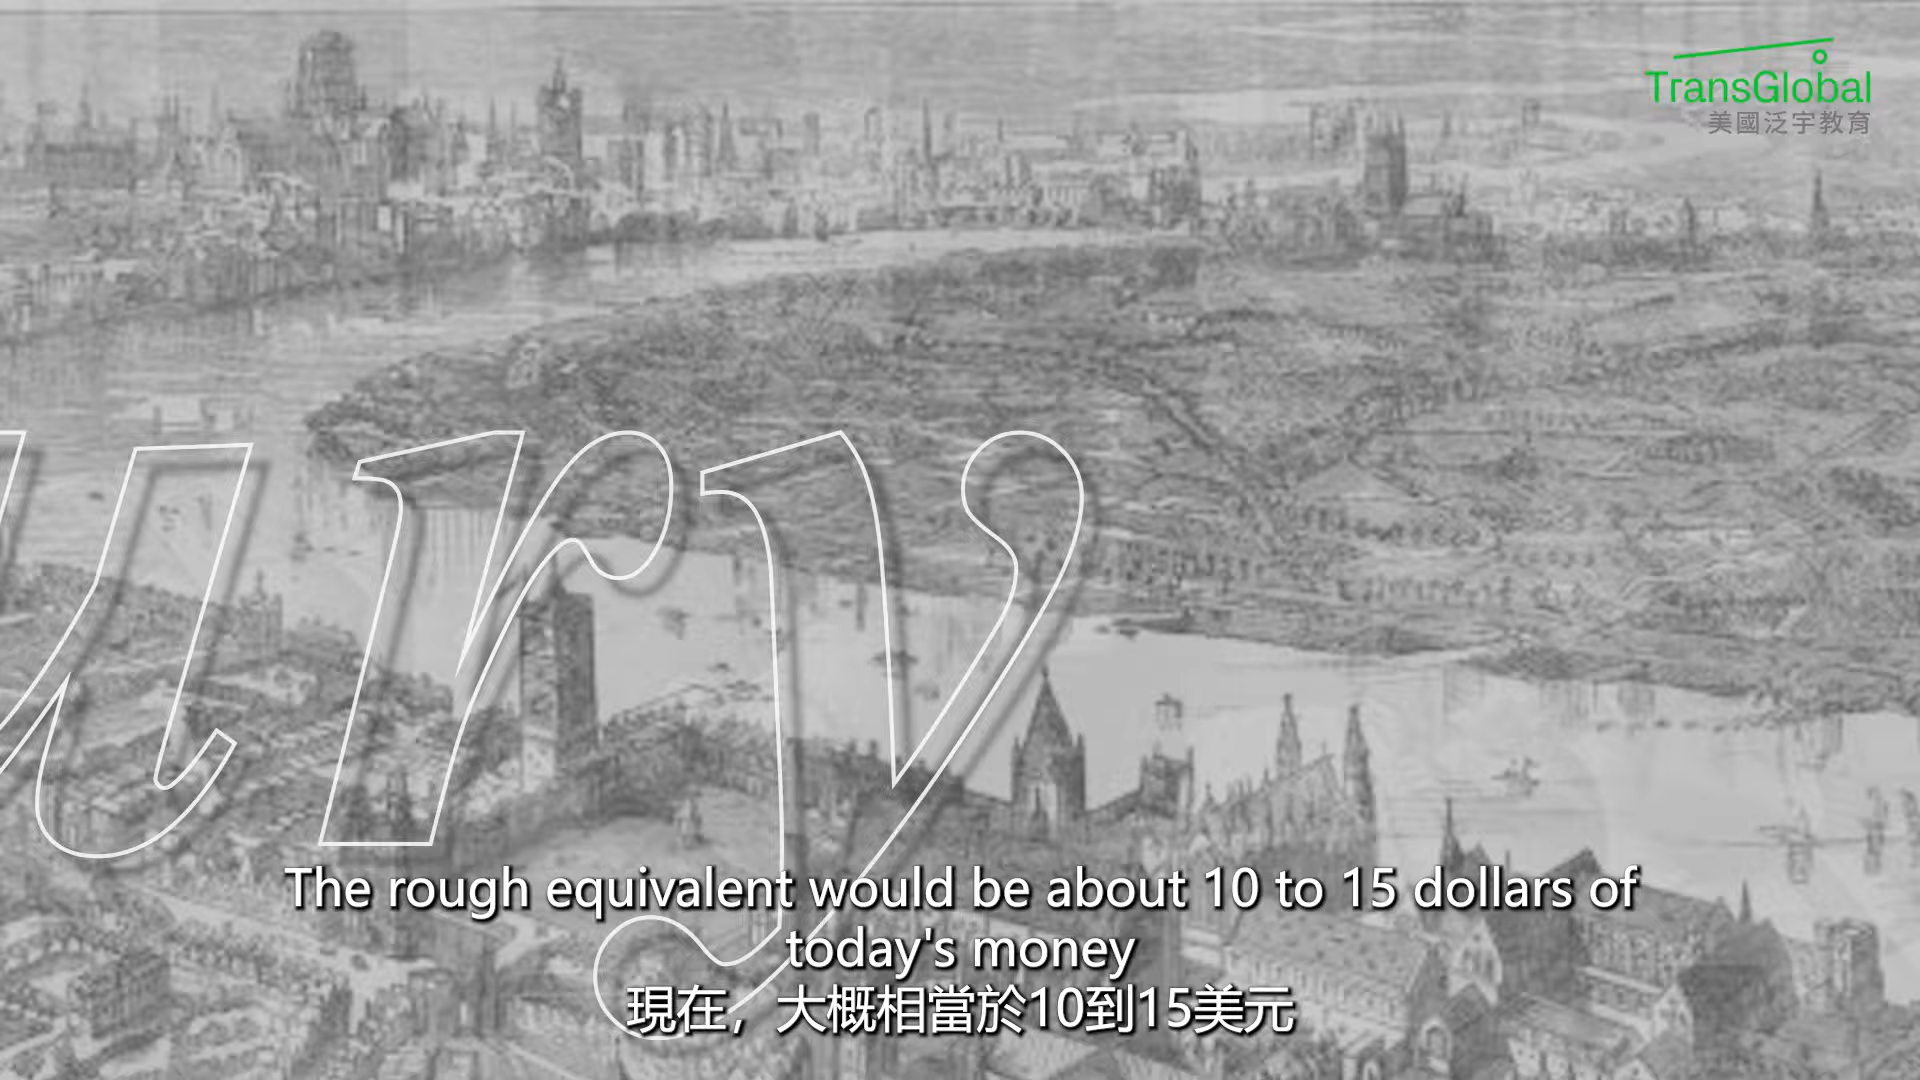 TransGlobal
美國泛宇教育
ury
The rough equivalent would be about 10 to 15 dollars of
today's money
現在，大概相當於10到15美元